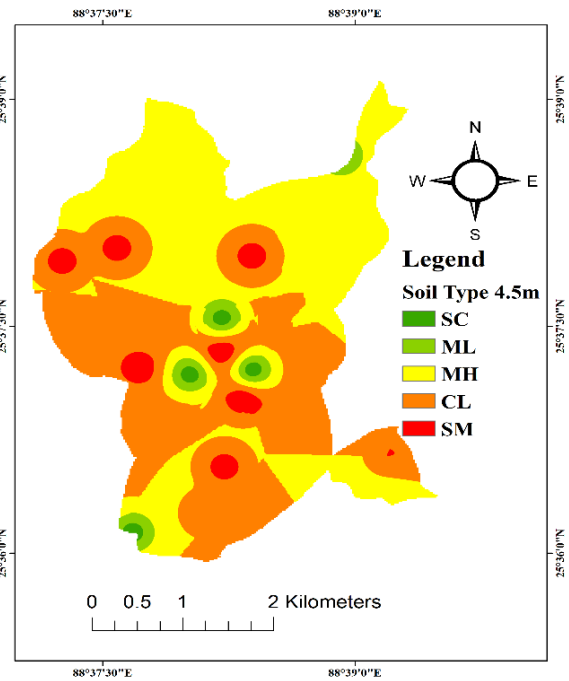 88°37'30"E 88°39'0"E
25°39'0"N 25°39'0"N
N
W E
S
Legend
Soil Type 4.5m
SC
ML
MH
CL
SM
25°37'30"N 25°37'30"N
25°36'0"N 25°36'0"N
0 0.5 1 2 Kilometers
88°37'30"E 88°39'0"E